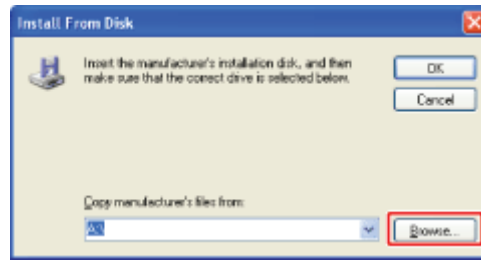 Install From Disk
Insert the manufacturer's installation disk, and then
make sure that the correct drive is selected below.
OK
Cancel
Copy manufacturer's files from:
A:\
Browse...